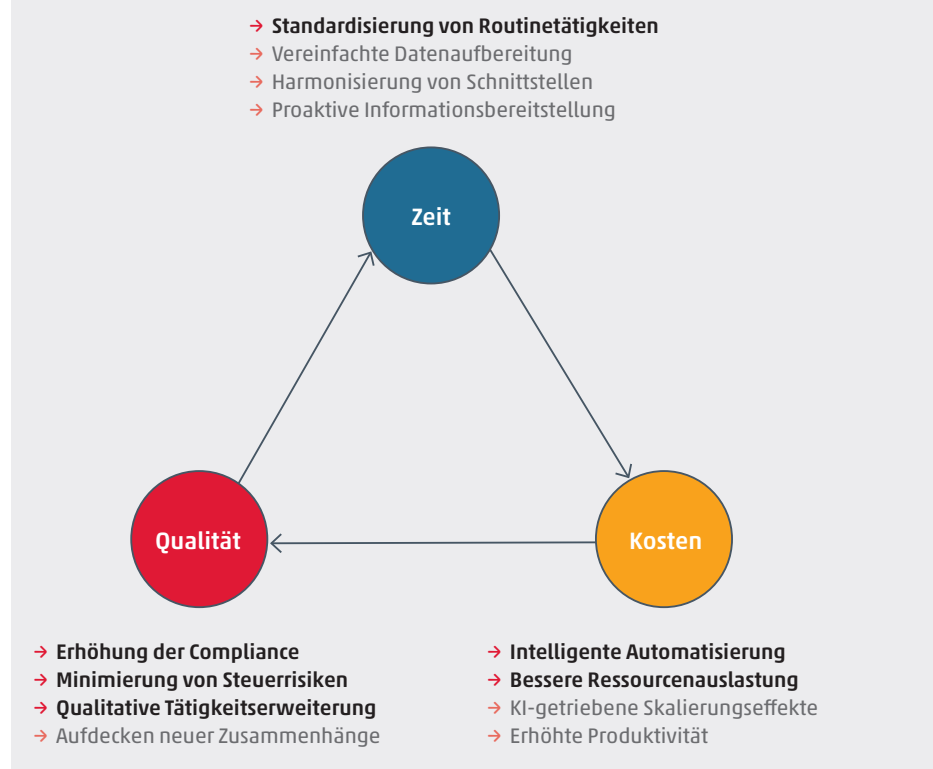 → Standardisierung von Routinetätigkeiten
→ Vereinfachte Datenaufbereitung
→ Harmonisierung von Schnittstellen
→ Proaktive Informationsbereitstellung
Zeit
Qualität
Kosten
→ Erhöhung der Compliance
→ Minimierung von Steuerrisiken
→ Qualitative Tätigkeitserweiterung
→ Aufdecken neuer Zusammenhänge
→ Intelligente Automatisierung
→ Bessere Ressourcenauslastung
→ KI-getriebene Skalierungseffekte
→ Erhöhte Produktivität